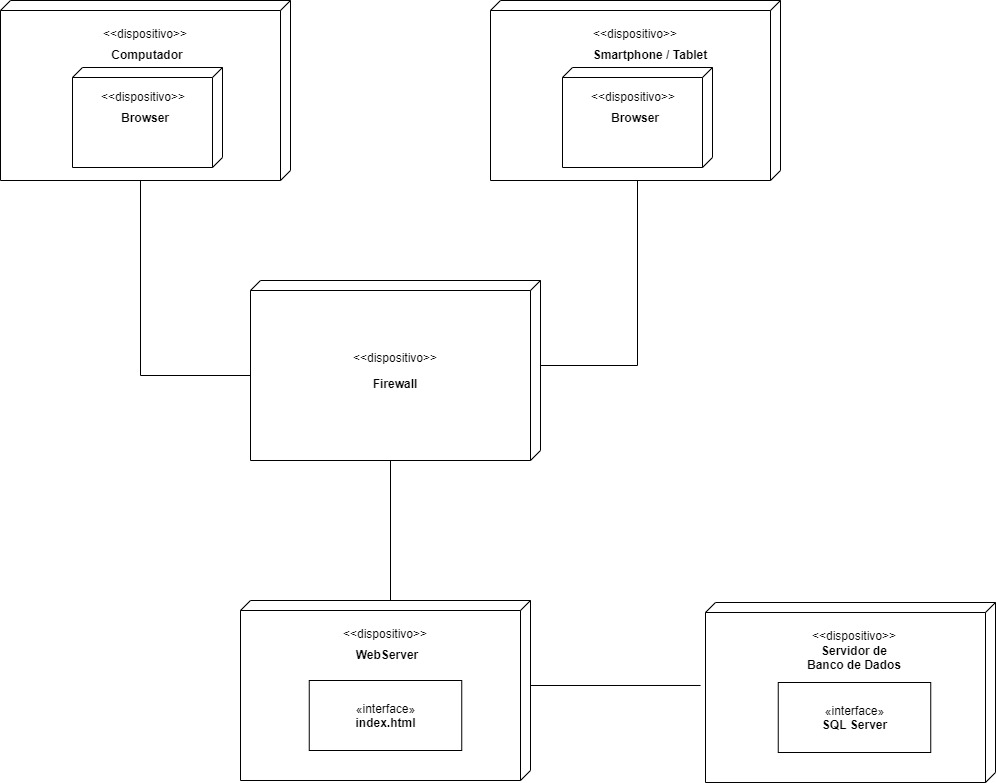 <<dispositivo>>
Computador
<<dispositivo>>
Browser
<<dispositivo>>
Smartphone / Tablet
<<dispositivo>>
Browser
<<dispositivo>>
Firewall
<<dispositivo>>
WebServer
«interface»
index.html
<<dispositivo>>
Servidor de
Banco de Dados
«interface»
SQL Server